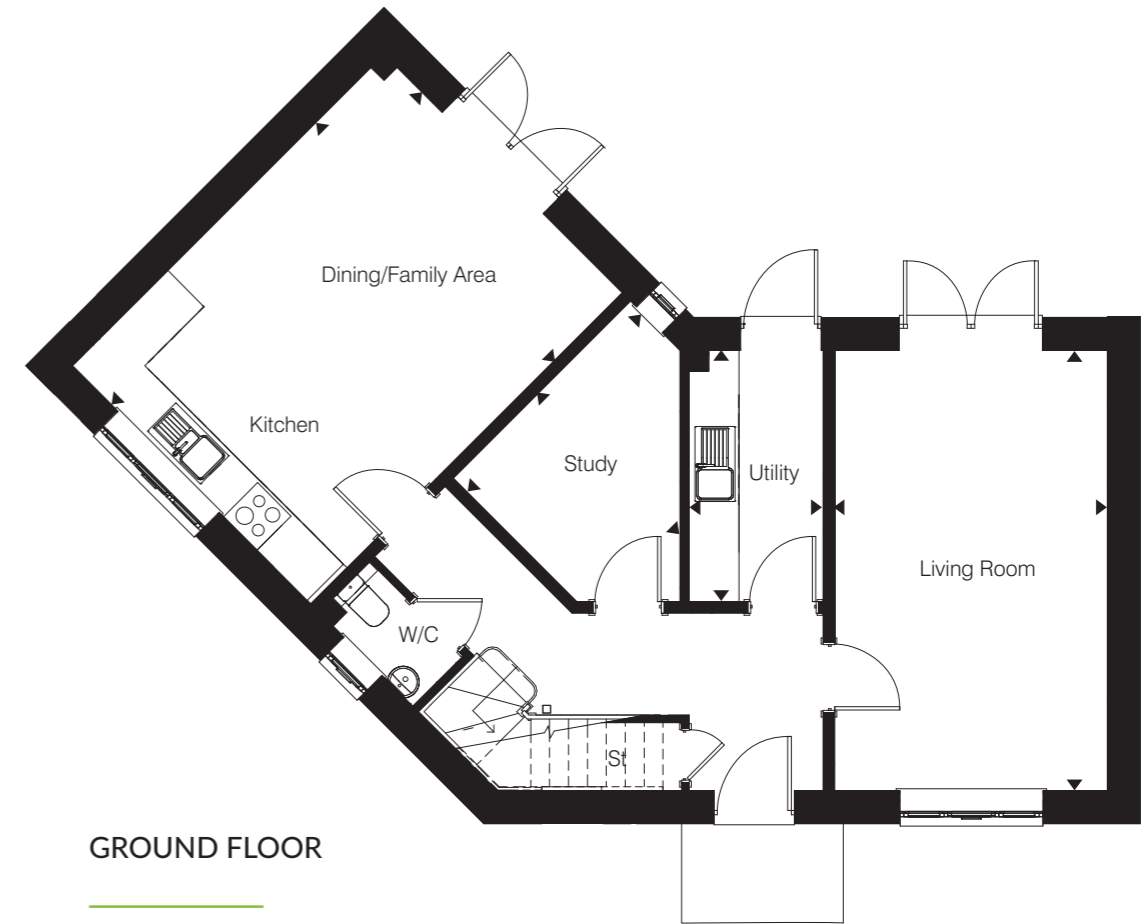 Dining/Family Area
Kitchen
Study
Utility
Living Room
W/C
St
GROUND FLOOR